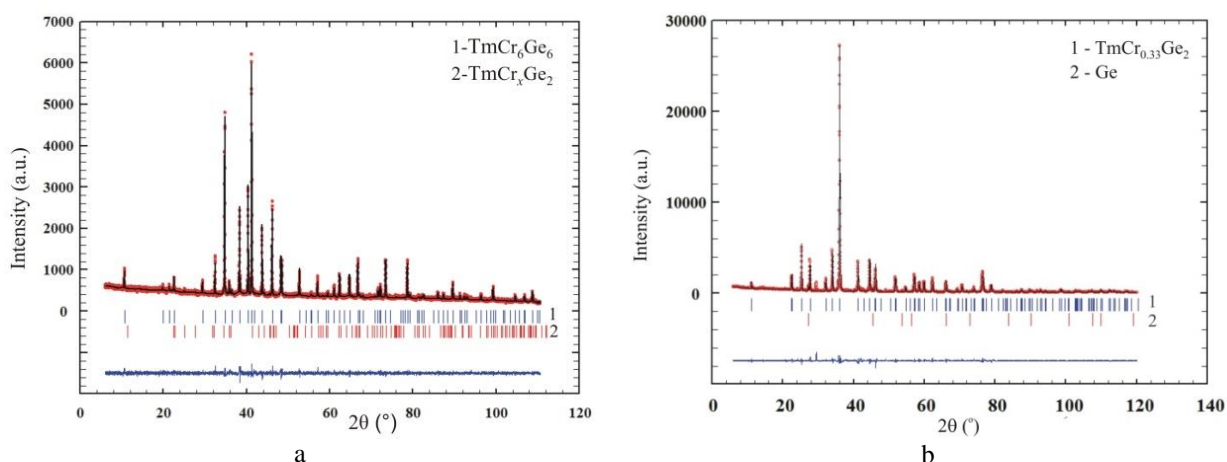 7000
6000
5000
4000
3000
2000
1000
0
Intensity (a.u.)
1-TmCr₆Ge₆
2-TmCrₓGe₂
1
2
0 20 40 60 80 100 120
2θ (°)
a
30000
20000
10000
0
-10000
Intensity (a.u.)
1 - TmCr₀.₃₃Ge₂
2 - Ge
1
2
0 20 40 60 80 100 120 140
2θ (°)
b